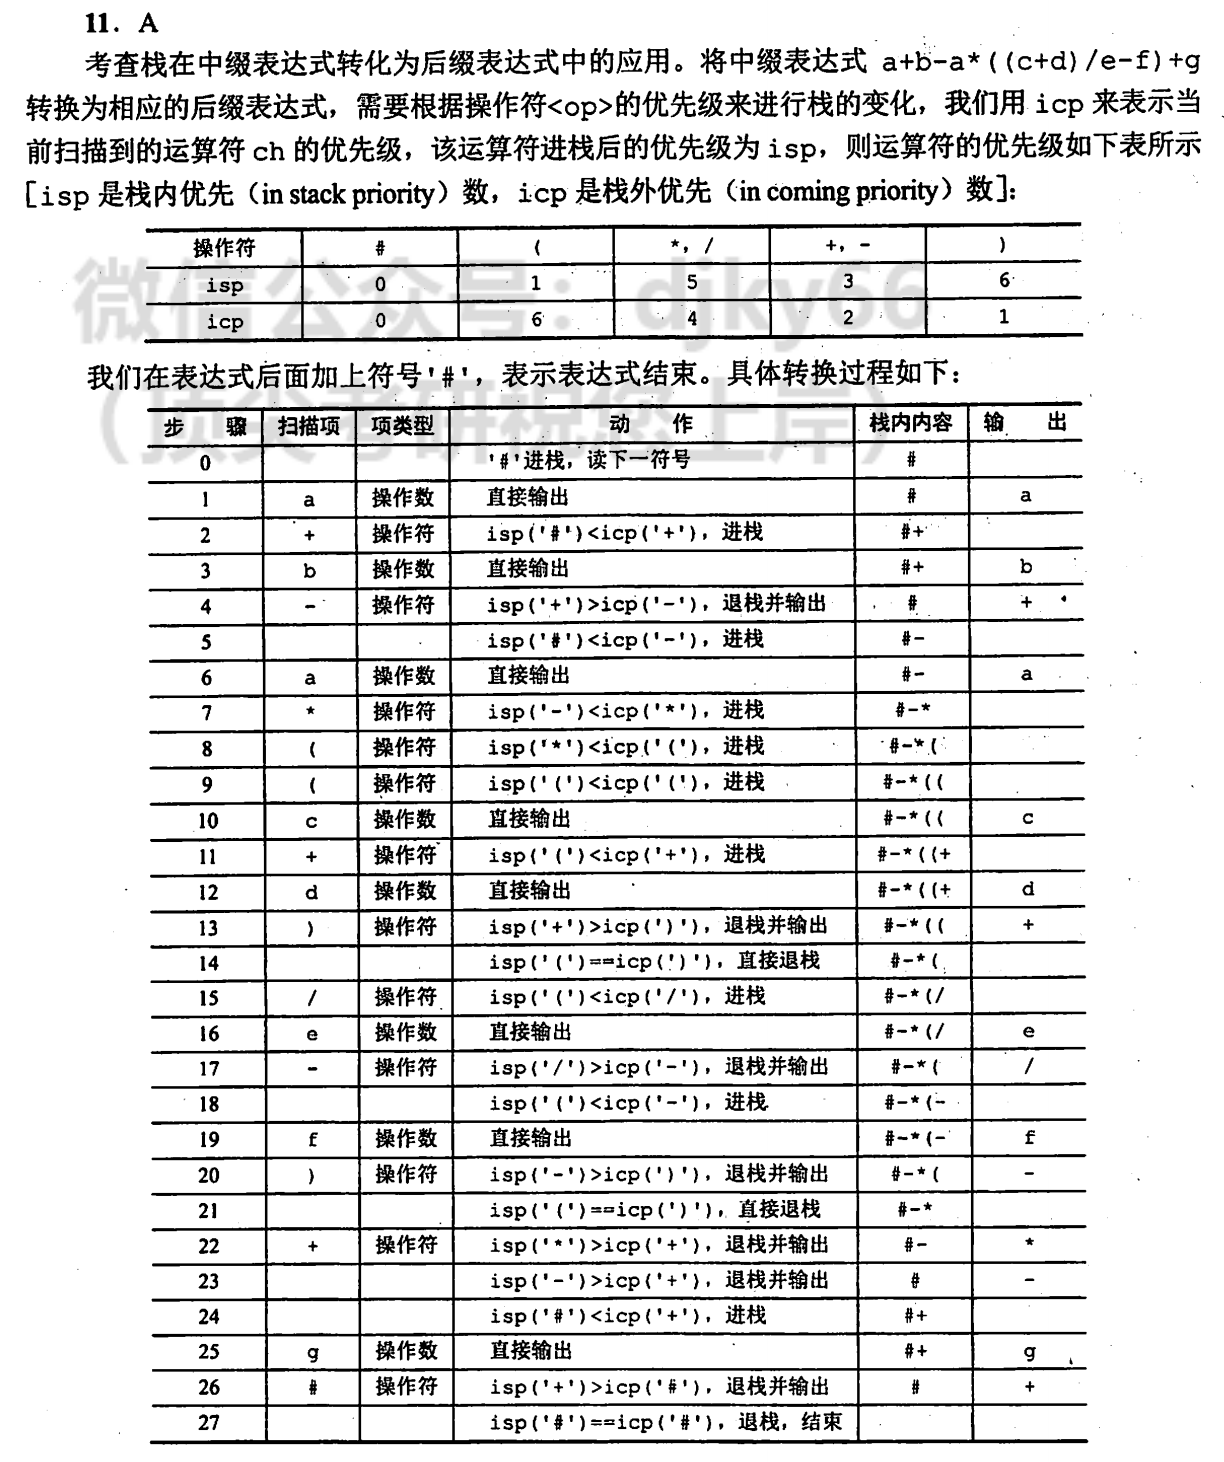 11. A
考查栈在中缀表达式转化为后缀表达式中的应用。将中缀表达式 a+b-a*((c+d)/e-f)+g
转换为相应的后缀表达式，需要根据操作符<op>的优先级来进行栈的变化，我们用 icp 来表示当
前扫描到的运算符 ch 的优先级，该运算符进栈后的优先级为 isp，则运算符的优先级如下表所示
[isp 是栈内优先（in stack priority）数，icp 是栈外优先（in coming priority）数]：
操作符 # ( *, / +, - )
isp 0 1 5 3 6
icp 0 6 4 2 1
微信公众号：djky66
我们在表达式后面加上符号'#'，表示表达式结束。具体转换过程如下：
（顶尖考研祝您上岸）
步骤 扫描项 项类型 动作 栈内内容 输出
0 '#'进栈，读下一符号 #
1 a 操作数 直接输出 # a
2 + 操作符 isp('#')<icp('+')，进栈 #+
3 b 操作数 直接输出 #+ b
4 - 操作符 isp('+')>icp('-')，退栈并输出 # +
5 isp('#')<icp('-')，进栈 #-
6 a 操作数 直接输出 #- a
7 * 操作符 isp('-')<icp('*')，进栈 #-*
8 ( 操作符 isp('*')<icp('(')，进栈 #-*(
9 ( 操作符 isp('(')<icp('(')，进栈 #-*((
10 c 操作数 直接输出 #-*(( c
11 + 操作符 isp('(')<icp('+')，进栈 #-*((+
12 d 操作数 直接输出 #-*((+ d
13 ) 操作符 isp('+')>icp(')')，退栈并输出 #-*(( +
14 isp('(')==icp(')')，直接退栈 #-*(
15 / 操作符 isp('(')<icp('/')，进栈 #-*(/
16 e 操作数 直接输出 #-*(/ e
17 - 操作符 isp('/')>icp('-')，退栈并输出 #-*( /
18 isp('(')<icp('-')，进栈 #-*(-
19 f 操作数 直接输出 #-*(- f
20 ) 操作符 isp('-')>icp(')')，退栈并输出 #-*( -
21 isp('(')==icp(')')，直接退栈 #-*
22 + 操作符 isp('*')>icp('+')，退栈并输出 #- *
23 isp('-')>icp('+')，退栈并输出 # -
24 isp('#')<icp('+')，进栈 #+
25 g 操作数 直接输出 #+ g
26 # 操作符 isp('+')>icp('#')，退栈并输出 # +
27 isp('#')==icp('#')，退栈，结束